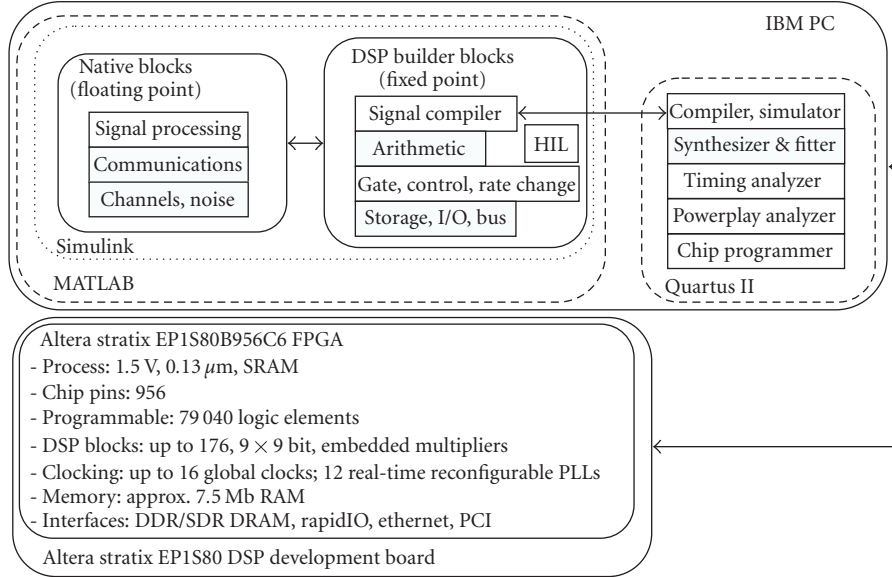 IBM PC
Native blocks
(floating point)
Signal processing
Communications
Channels, noise
DSP builder blocks
(fixed point)
Signal compiler
Arithmetic
HIL
Gate, control, rate change
Storage, I/O, bus
Simulink
MATLAB
Compiler, simulator
Synthesizer & fitter
Timing analyzer
Powerplay analyzer
Chip programmer
Quartus II
Altera stratix EP1S80B956C6 FPGA
- Process: 1.5 V, 0.13 μm, SRAM
- Chip pins: 956
- Programmable: 79 040 logic elements
- DSP blocks: up to 176, 9 × 9 bit, embedded multipliers
- Clocking: up to 16 global clocks; 12 real-time reconfigurable PLLs
- Memory: approx. 7.5 Mb RAM
- Interfaces: DDR/SDR DRAM, rapidIO, ethernet, PCI
Altera stratix EP1S80 DSP development board